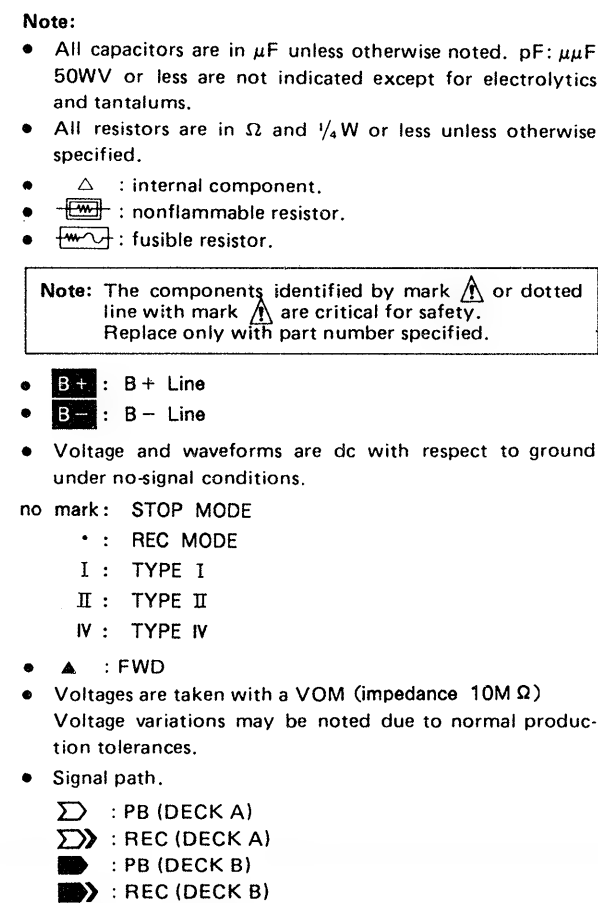 Note:
• All capacitors are in μF unless otherwise noted. pF: μμF
50WV or less are not indicated except for electrolytics
and tantalums.
• All resistors are in Ω and 1/4 W or less unless otherwise
specified.
• △ : internal component.
• : nonflammable resistor.
• : fusible resistor.
Note: The components identified by mark ⚠ or dotted
line with mark ⚠ are critical for safety.
Replace only with part number specified.
• B+ : B + Line
• B− : B − Line
• Voltage and waveforms are dc with respect to ground
under no-signal conditions.
no mark : STOP MODE
• : REC MODE
I : TYPE I
II : TYPE II
IV : TYPE IV
• ▲ : FWD
• Voltages are taken with a VOM (impedance 10M Ω)
Voltage variations may be noted due to normal produc-
tion tolerances.
• Signal path.
: PB (DECK A)
: REC (DECK A)
: PB (DECK B)
: REC (DECK B)